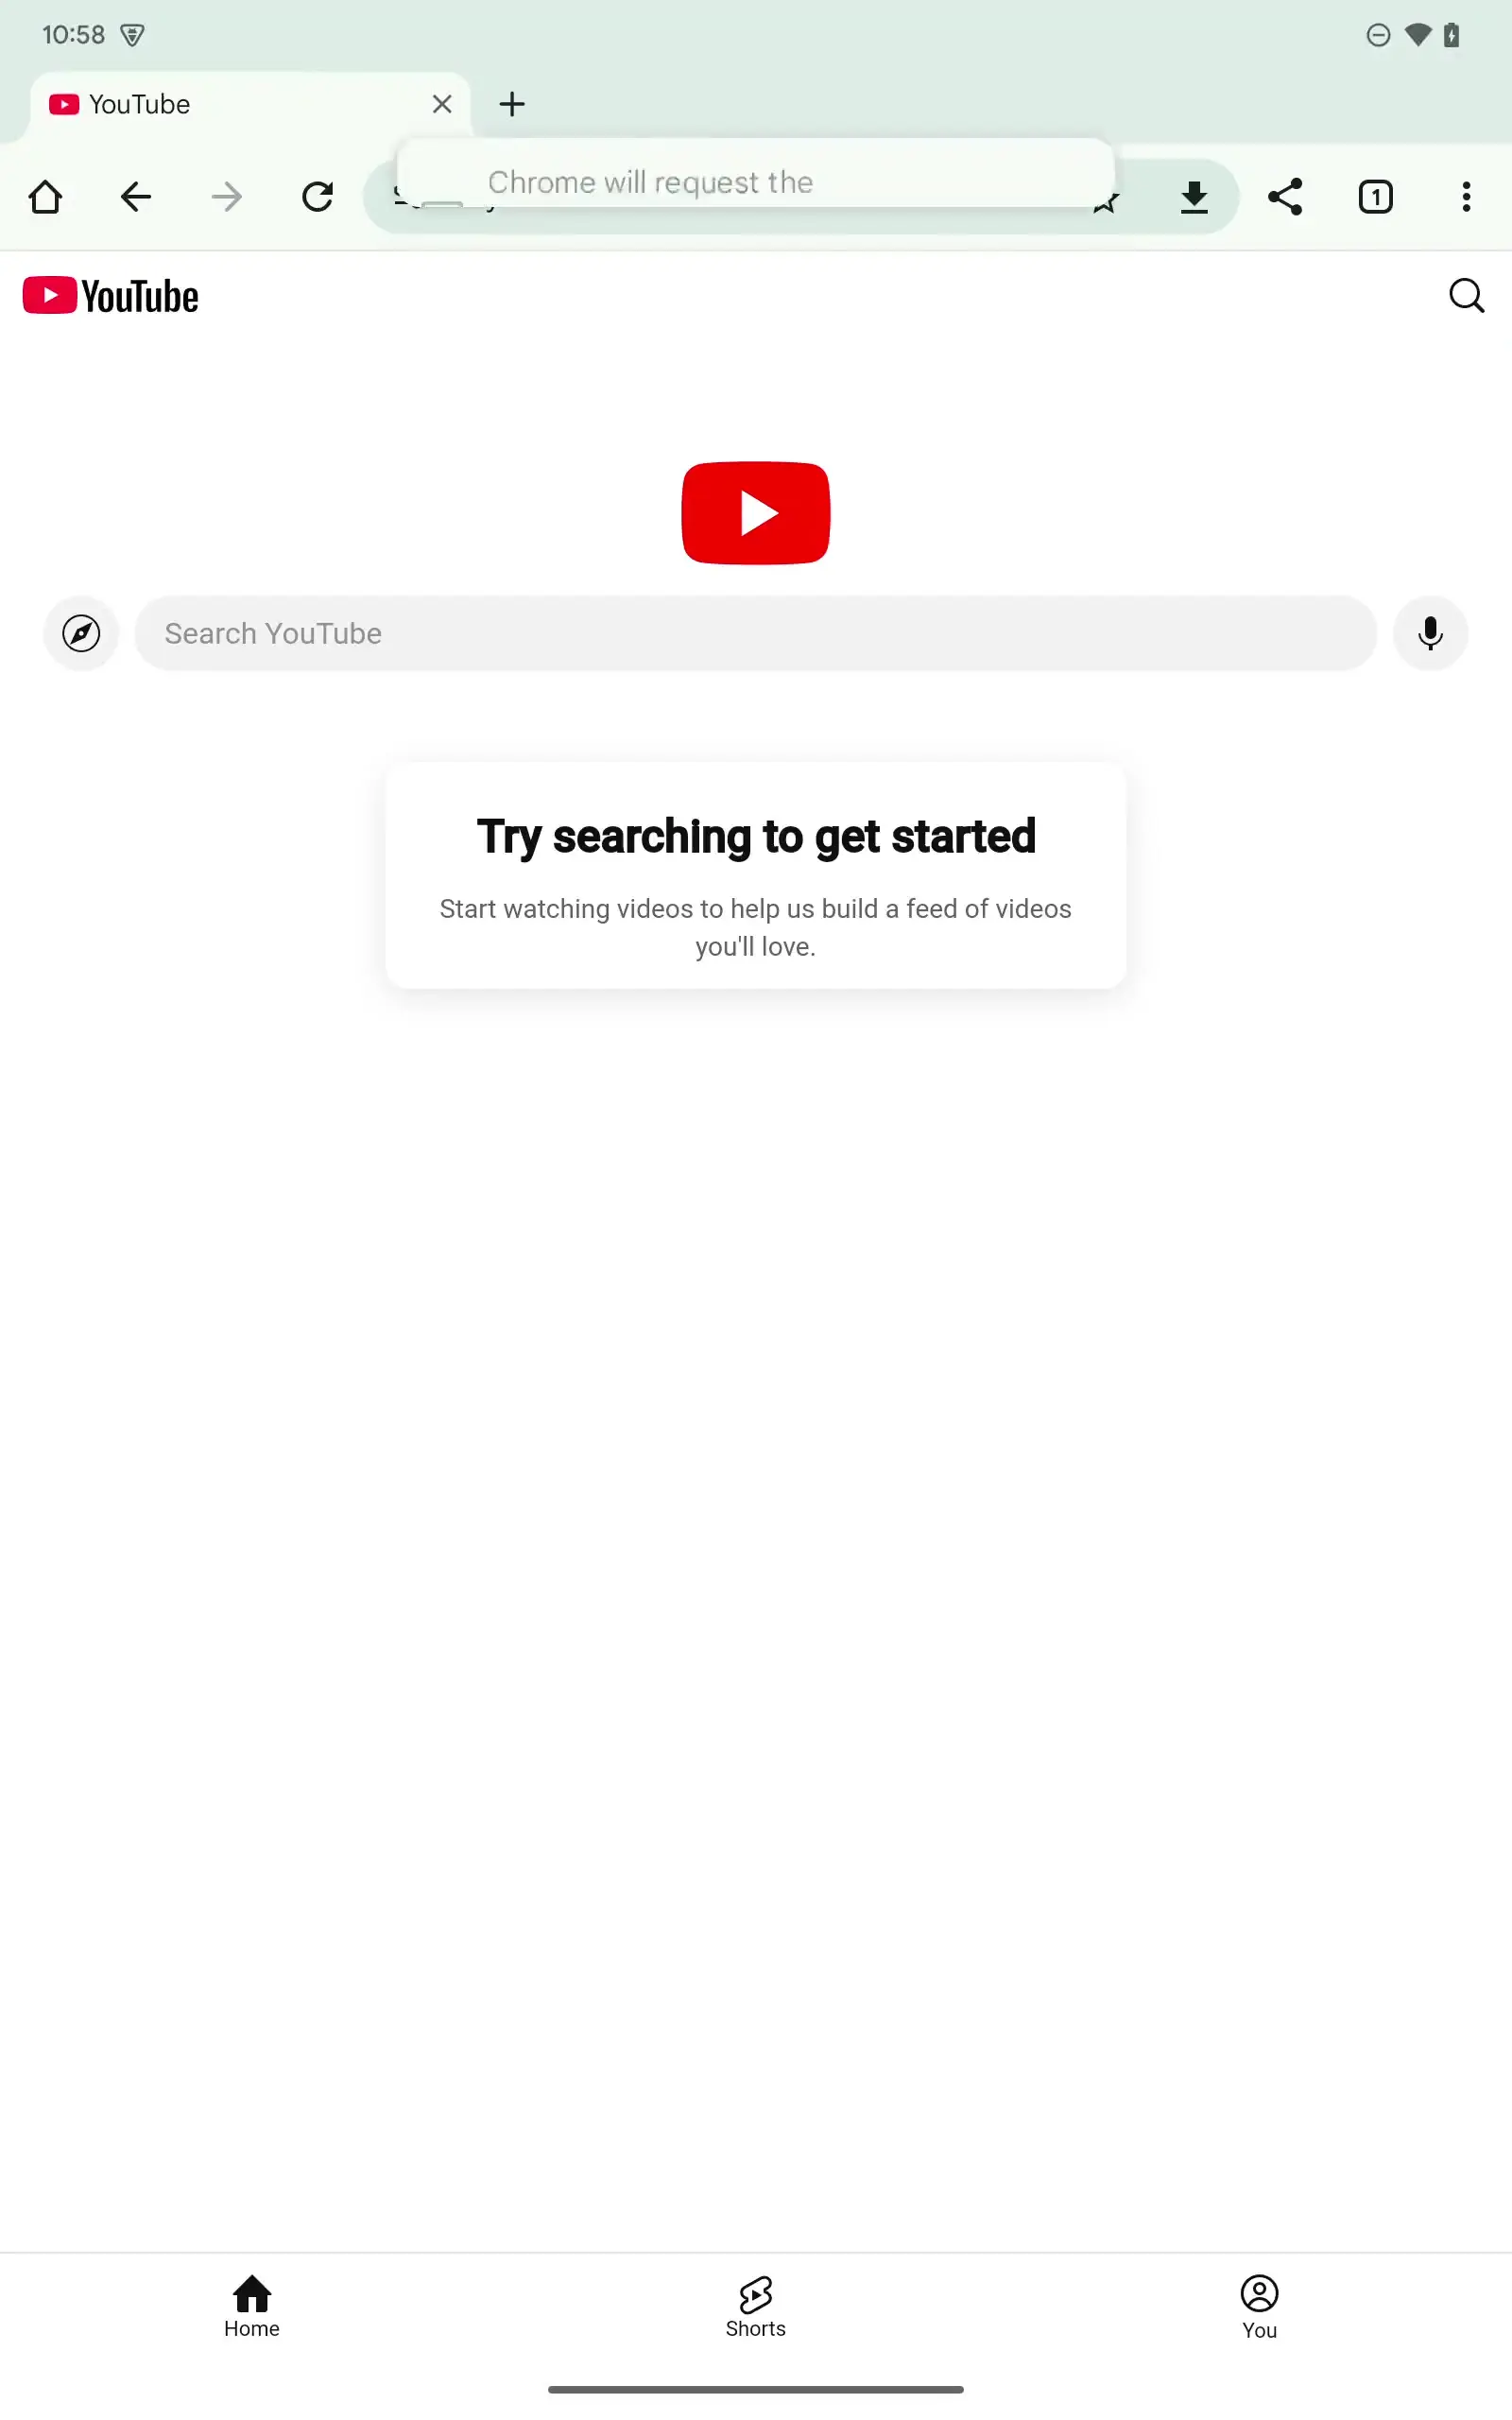 10:58
YouTube
Chrome will request the
1
YouTube
Search YouTube
Try searching to get started
Start watching videos to help us build a feed of videos
you'll love.
Home
Shorts
You